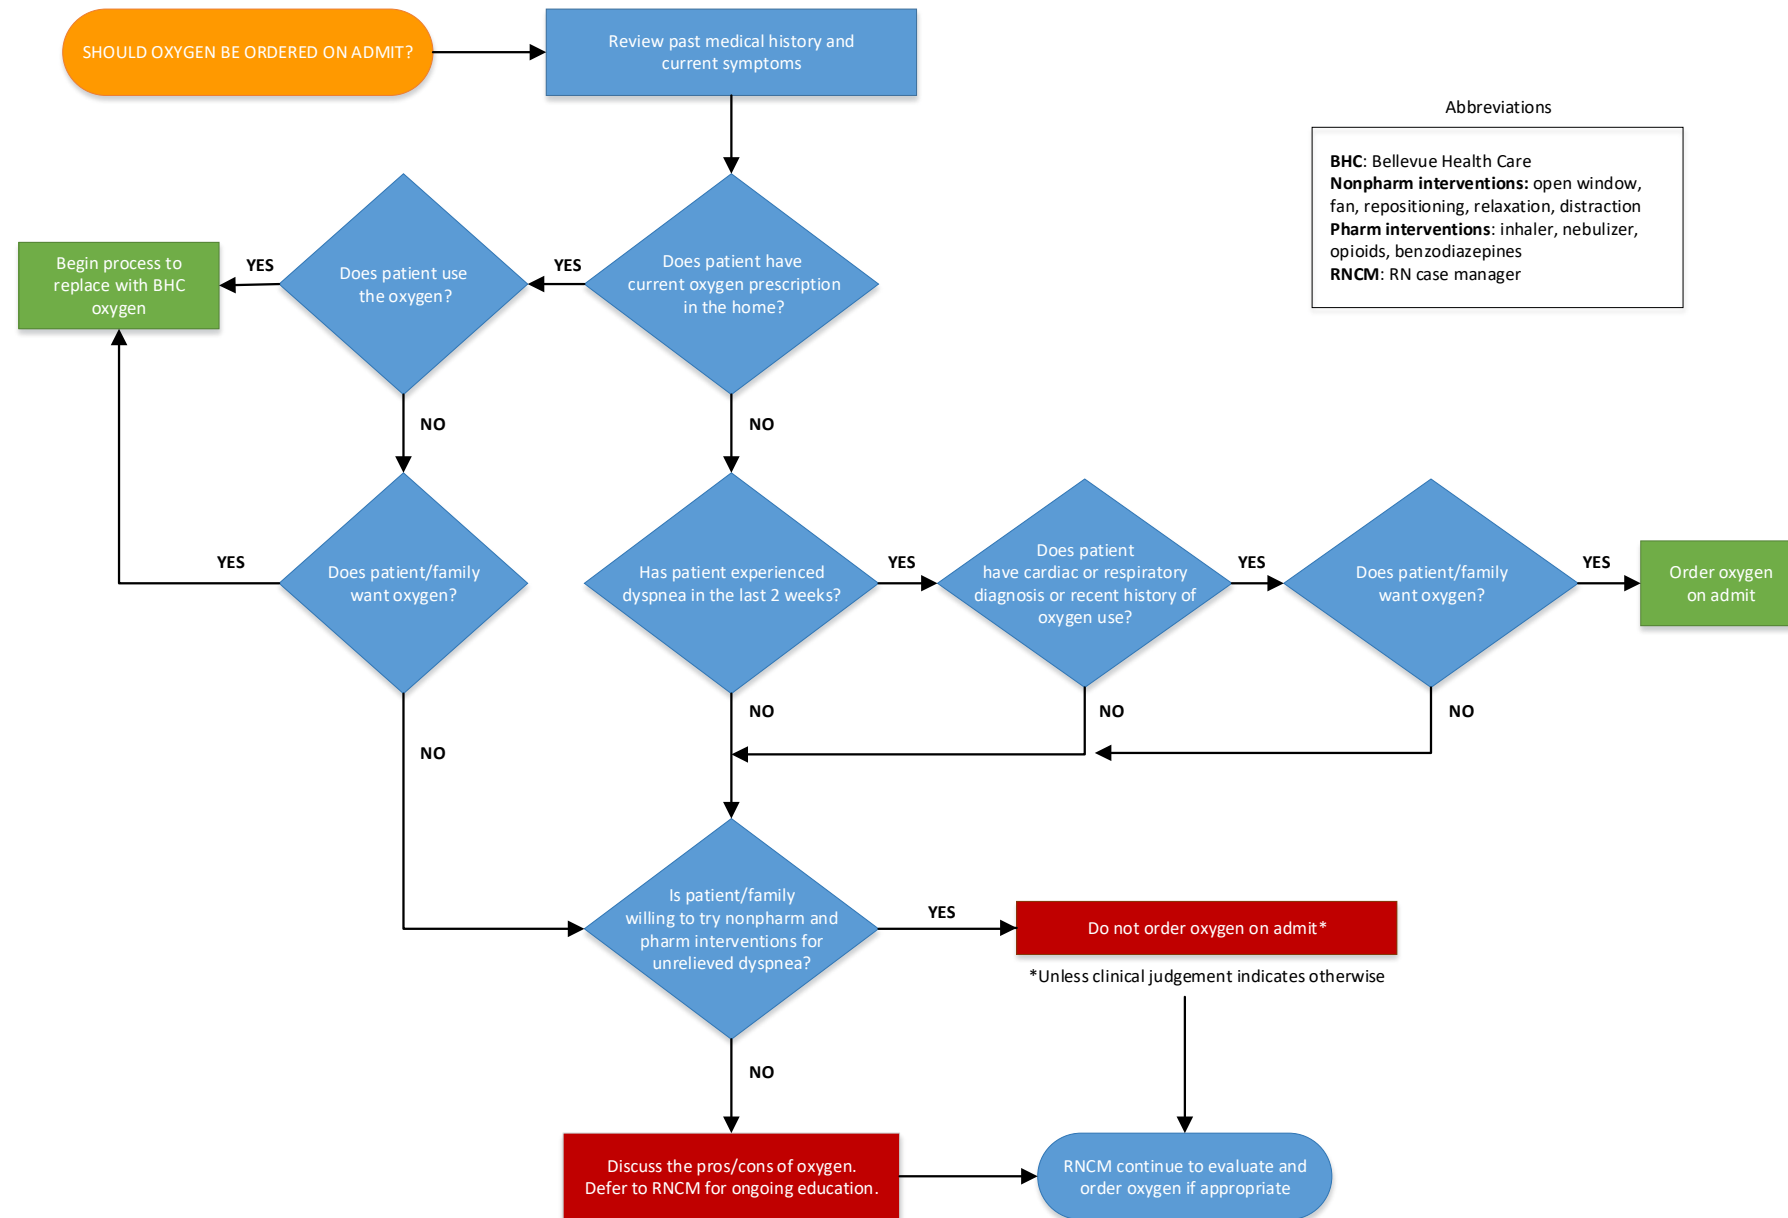 SHOULD OXYGEN BE ORDERED ON ADMIT?
Review past medical history and
current symptoms
Abbreviations
BHC: Bellevue Health Care
Nonpharm interventions: open window,
fan, repositioning, relaxation, distraction
Pharm interventions: inhaler, nebulizer,
opioids, benzodiazepines
RNCM: RN case manager
Begin process to
replace with BHC
oxygen
YES
Does patient use
the oxygen?
YES
Does patient have
current oxygen prescription
in the home?
NO
NO
YES
Does patient/family
want oxygen?
Has patient experienced
dyspnea in the last 2 weeks?
YES
Does patient
have cardiac or respiratory
diagnosis or recent history of
oxygen use?
YES
Does patient/family
want oxygen?
YES
Order oxygen
on admit
NO
NO
NO
NO
Is patient/family
willing to try nonpharm and
pharm interventions for
unrelieved dyspnea?
YES
Do not order oxygen on admit*
*Unless clinical judgement indicates otherwise
NO
Discuss the pros/cons of oxygen.
Defer to RNCM for ongoing education.
RNCM continue to evaluate and
order oxygen if appropriate